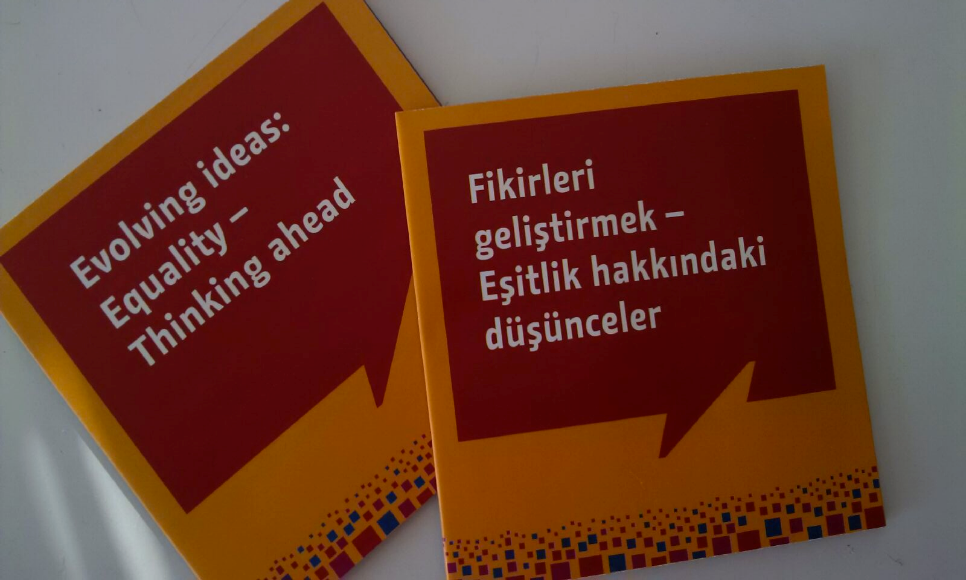 Evolving ideas:
Equality –
Thinking ahead
Fikirleri
geliştirmek –
Eşitlik hakkındaki
düşünceler